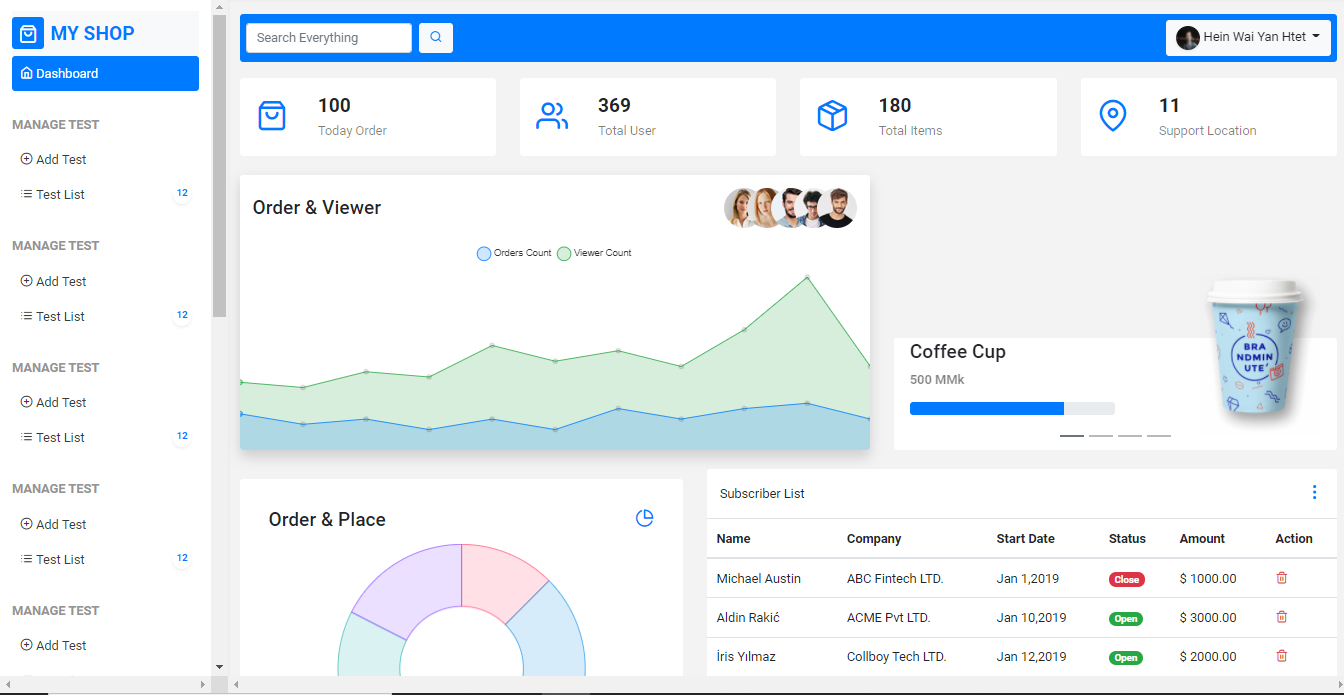 MY SHOP
Dashboard
MANAGE TEST
Add Test
Test List 12
MANAGE TEST
Add Test
Test List 12
MANAGE TEST
Add Test
Test List 12
MANAGE TEST
Add Test
Test List 12
MANAGE TEST
Add Test
Search Everything
Hein Wai Yan Htet
100
Today Order
369
Total User
180
Total Items
11
Support Location
Order & Viewer
Orders Count Viewer Count
Coffee Cup
500 MMk
BRA
NDMIN
UTE
Order & Place
Subscriber List
Name Company Start Date Status Amount Action
Michael Austin ABC Fintech LTD. Jan 1,2019 Close $ 1000.00
Aldin Rakić ACME Pvt LTD. Jan 10,2019 Open $ 3000.00
İris Yılmaz Collboy Tech LTD. Jan 12,2019 Open $ 2000.00